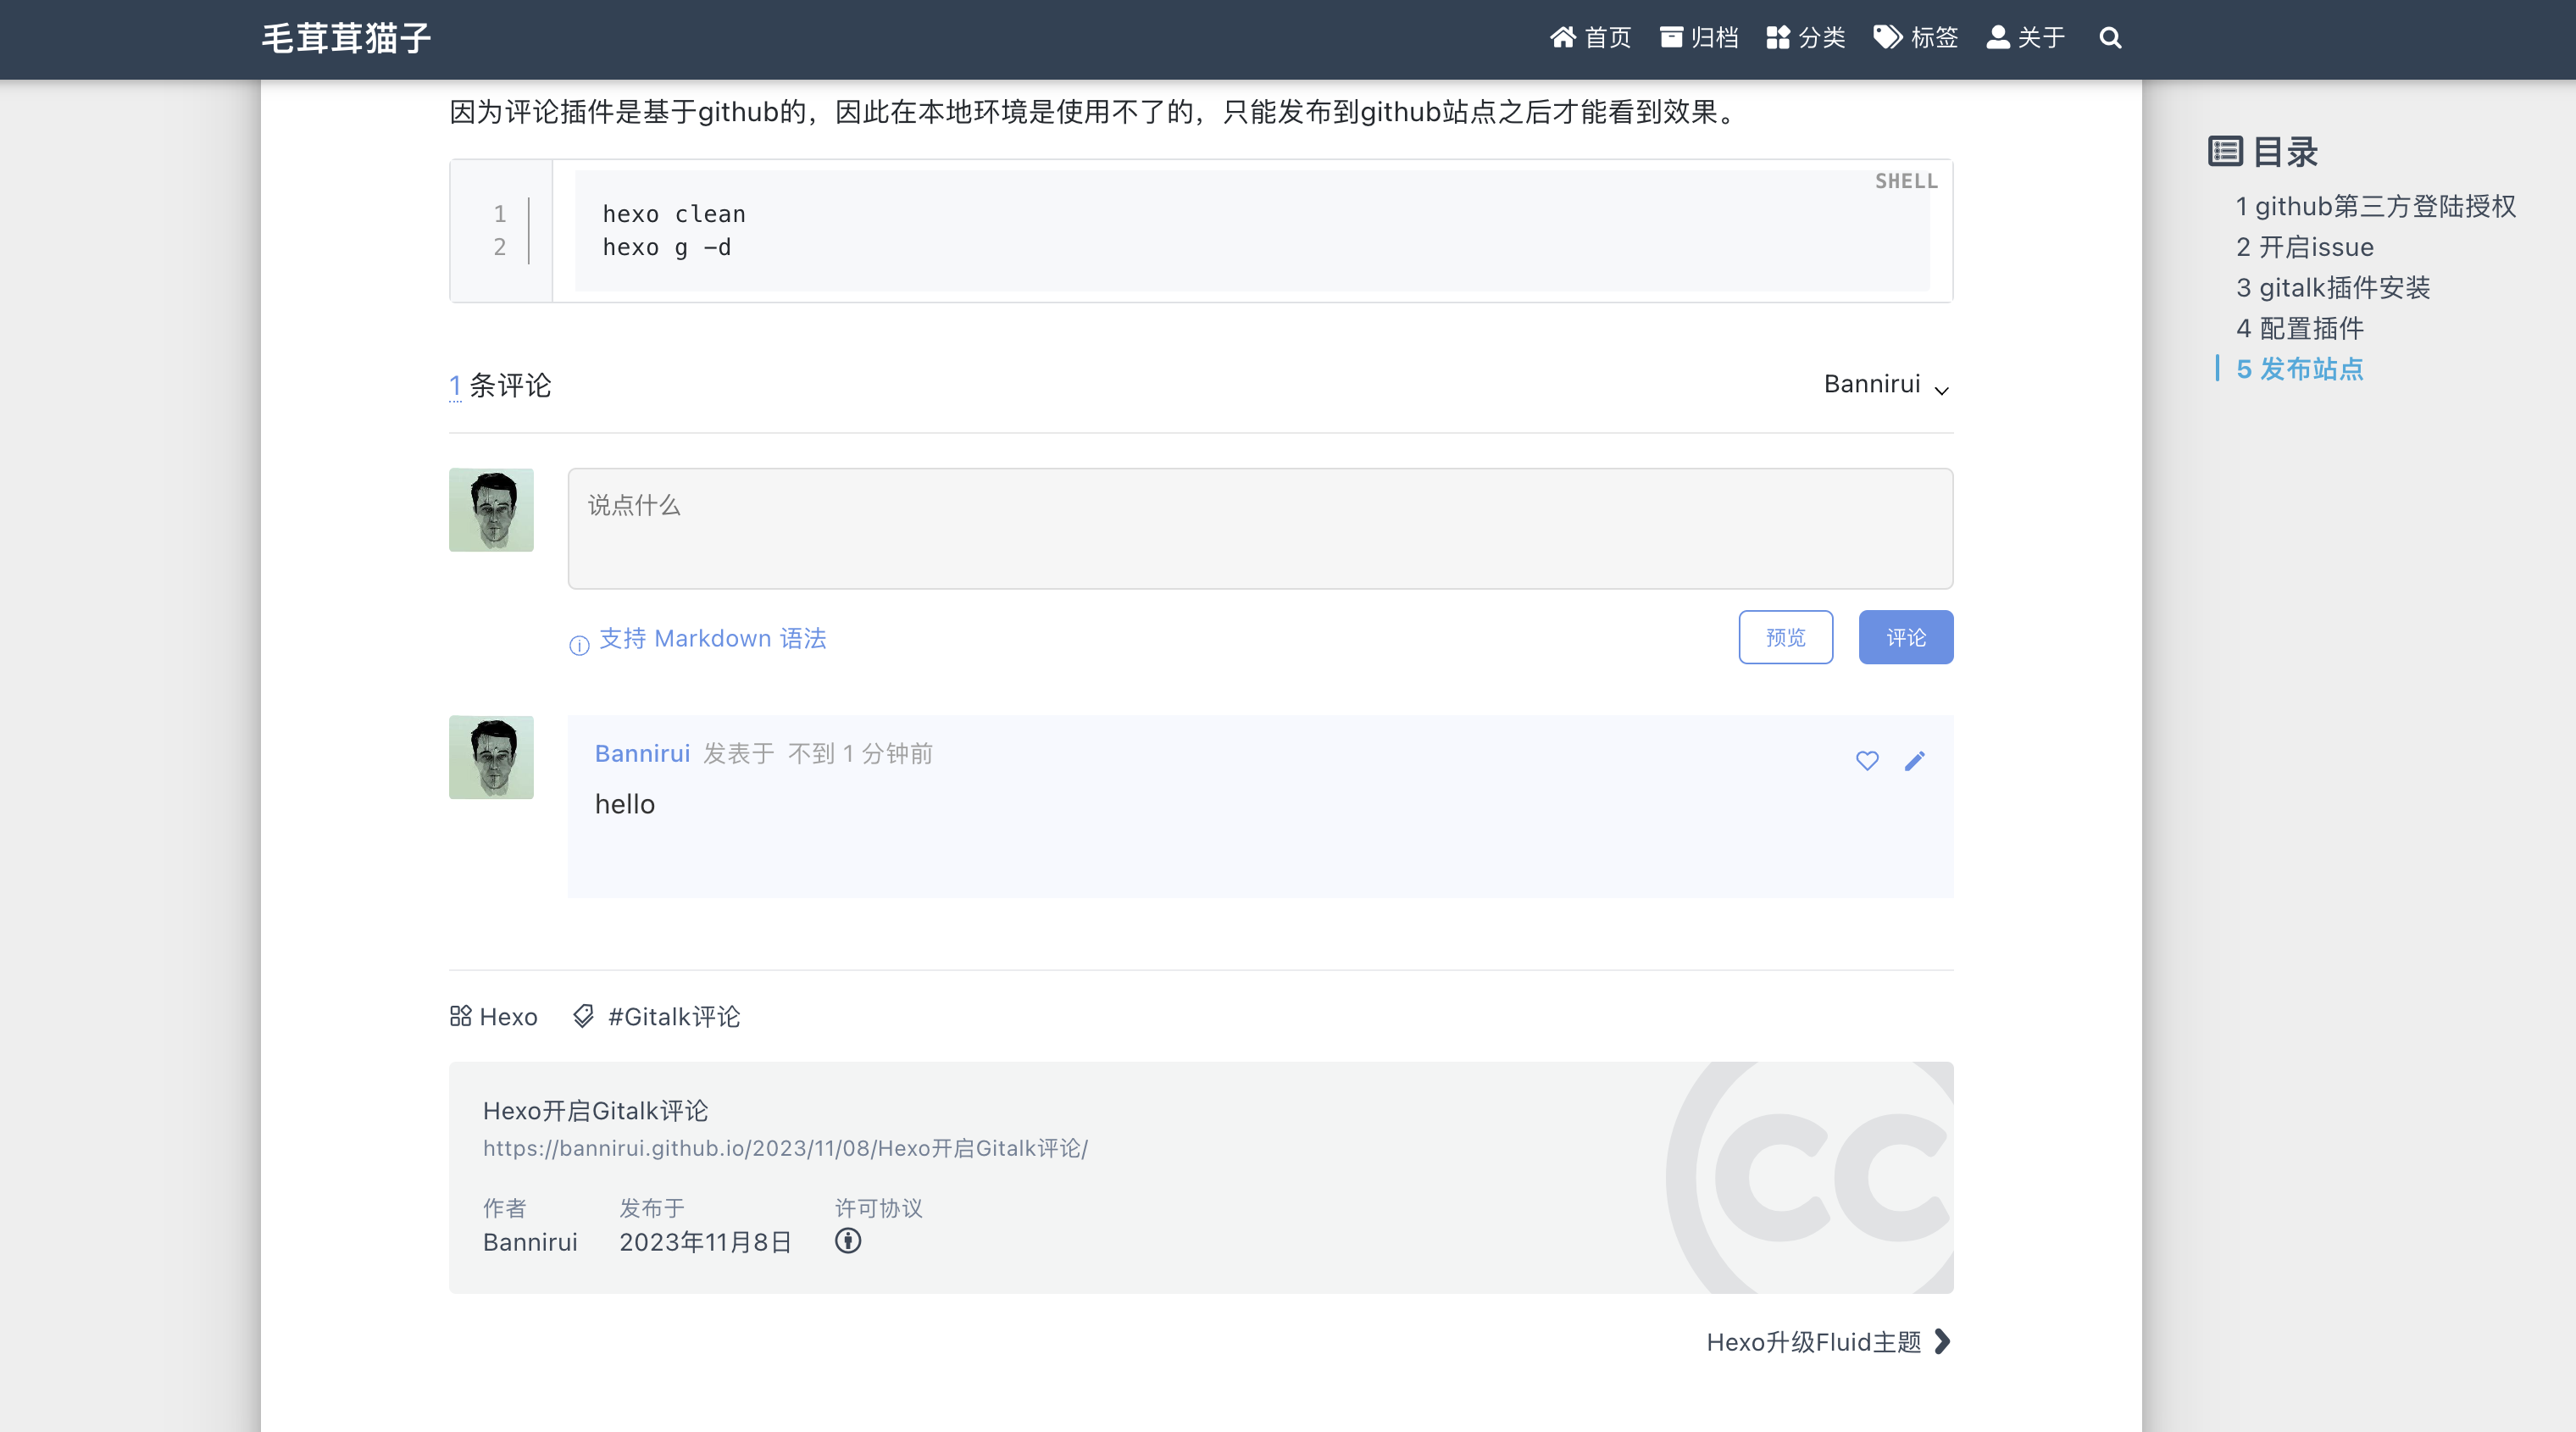 毛茸茸猫子
首页 归档 分类 标签 关于
因为评论插件是基于github的，因此在本地环境是使用不了的，只能发布到github站点之后才能看到效果。
SHELL
1 hexo clean
2 hexo g -d
1 条评论
Bannirui
说点什么
支持 Markdown 语法
预览
评论
Bannirui 发表于 不到 1 分钟前
hello
Hexo #Gitalk评论
Hexo开启Gitalk评论
https://bannirui.github.io/2023/11/08/Hexo开启Gitalk评论/
作者 发布于 许可协议
Bannirui 2023年11月8日
cc
Hexo升级Fluid主题
目录
1 github第三方登陆授权
2 开启issue
3 gitalk插件安装
4 配置插件
5 发布站点